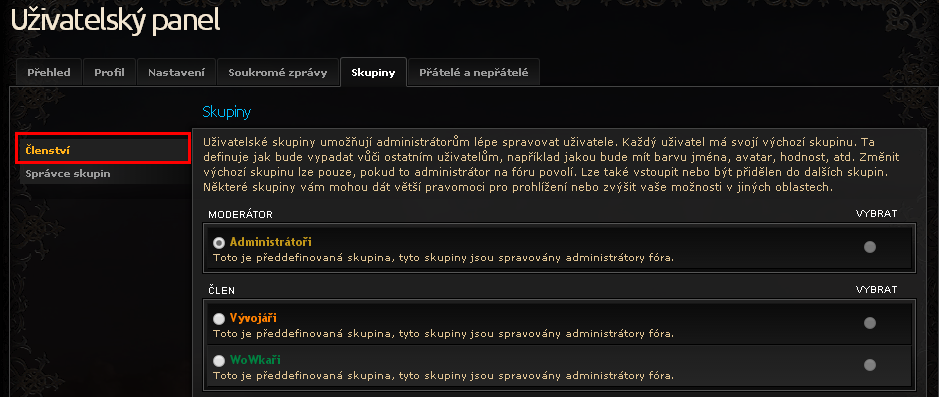 Uživatelský panel
Přehled Profil Nastavení Soukromé zprávy Skupiny Přátelé a nepřátelé
Skupiny
Členství
Správce skupin
Uživatelské skupiny umožňují administrátorům lépe spravovat uživatele. Každý uživatel má svojí výchozí skupinu. Ta
definuje jak bude vypadat vůči ostatním uživatelům, například jakou bude mít barvu jména, avatar, hodnost, atd. Změnit
výchozí skupinu lze pouze, pokud to administrátor na fóru povolí. Lze také vstoupit nebo být přidělen do dalších skupin.
Některé skupiny vám mohou dát větší pravomoci pro prohlížení nebo zvýšit vaše možnosti v jiných oblastech.
MODERÁTOR VYBRAT
Administrátoři
Toto je předdefinovaná skupina, tyto skupiny jsou spravovány administrátory fóra.
ČLEN VYBRAT
Vývojáři
Toto je předdefinovaná skupina, tyto skupiny jsou spravovány administrátory fóra.
WoWkaři
Toto je předdefinovaná skupina, tyto skupiny jsou spravovány administrátory fóra.